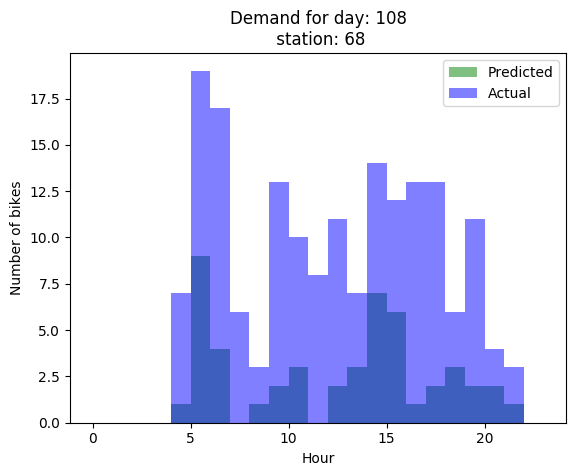 Demand for day: 108
station: 68
Predicted
Actual
Number of bikes
17.5
15.0
12.5
10.0
7.5
5.0
2.5
0.0
0
5
10
15
20
Hour